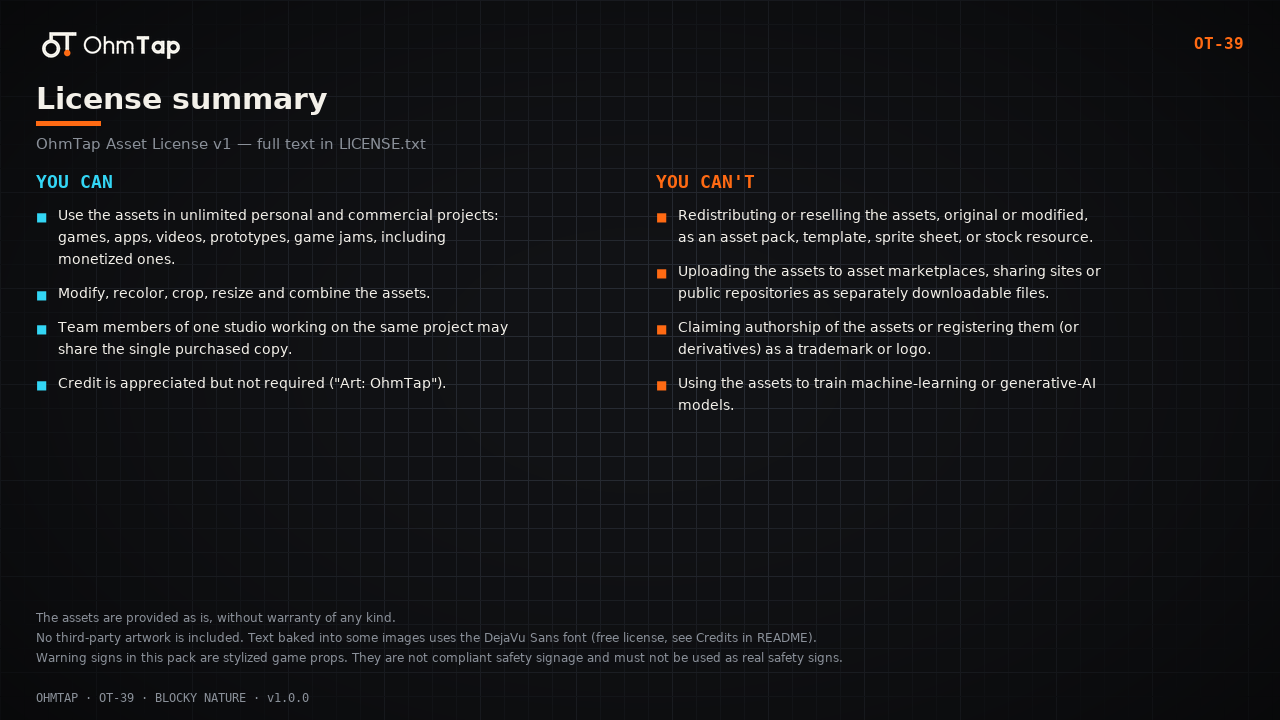 OhmTap
OT-39
License summary
OhmTap Asset License v1 — full text in LICENSE.txt
YOU CAN
Use the assets in unlimited personal and commercial projects:
games, apps, videos, prototypes, game jams, including
monetized ones.
Modify, recolor, crop, resize and combine the assets.
Team members of one studio working on the same project may
share the single purchased copy.
Credit is appreciated but not required ("Art: OhmTap").
YOU CAN'T
Redistributing or reselling the assets, original or modified,
as an asset pack, template, sprite sheet, or stock resource.
Uploading the assets to asset marketplaces, sharing sites or
public repositories as separately downloadable files.
Claiming authorship of the assets or registering them (or
derivatives) as a trademark or logo.
Using the assets to train machine-learning or generative-AI
models.
The assets are provided as is, without warranty of any kind.
No third-party artwork is included. Text baked into some images uses the DejaVu Sans font (free license, see Credits in README).
Warning signs in this pack are stylized game props. They are not compliant safety signage and must not be used as real safety signs.
OHMTAP · OT-39 · BLOCKY NATURE · v1.0.0